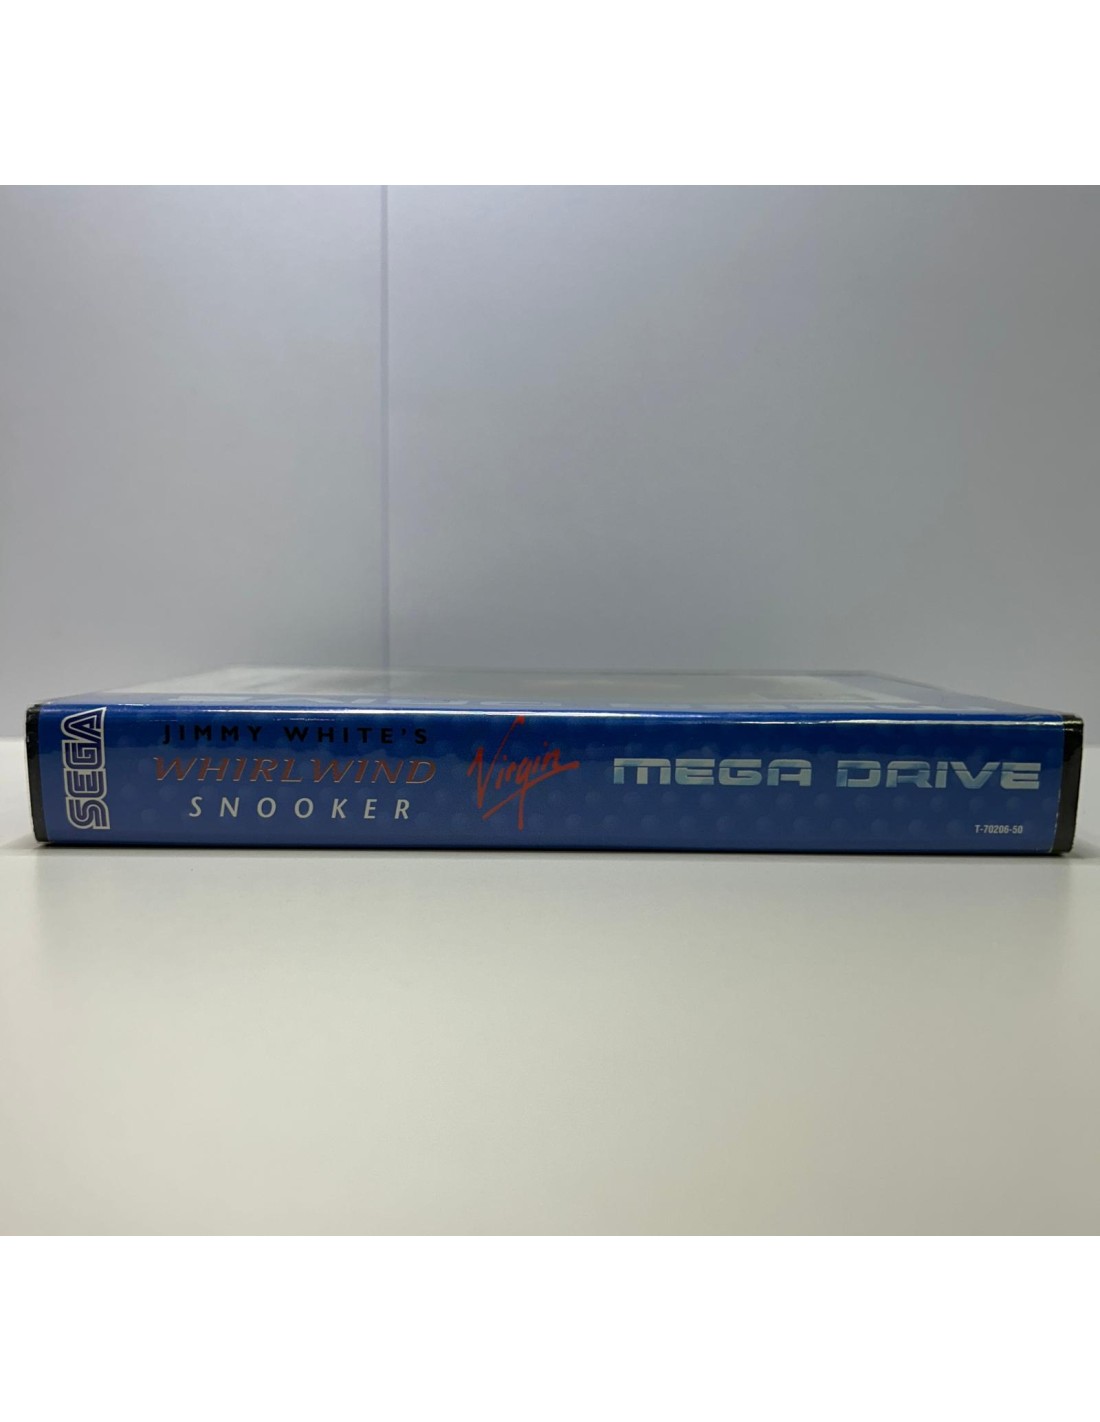 SEGA
JIMMY WHITE'S
WHIRLWIND
SNOOKER
Virgin
MEGA DRIVE
T-70206-50